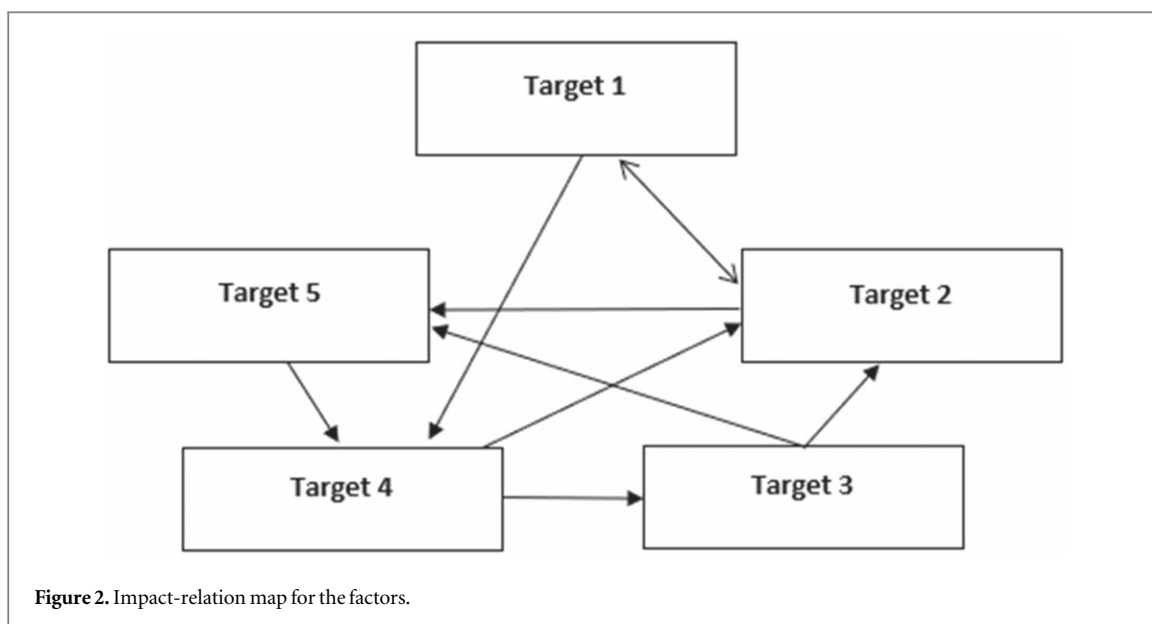 Target 1
Target 5
Target 2
Target 4
Target 3
Figure 2. Impact-relation map for the factors.